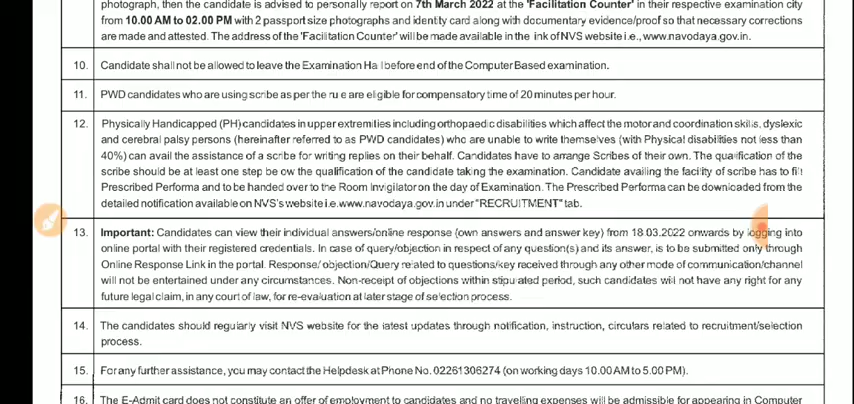 photograph, then the candidate is advised to personally report on 7th March 2022 at the 'Facilitation Counter' in their respective examination city
from 10.00 AM to 02.00 PM with 2 passport size photographs and identity card along with documentary evidence/proof so that necessary corrections
are made and attested. The address of the 'Facilitation Counter' will be made available in the link of NVS website i.e., www.navodaya.gov.in.
10. Candidate shall not be allowed to leave the Examination Hall before end of the Computer Based examination.
11. PWD candidates who are using scribe as per the rule are eligible for compensatory time of 20 minutes per hour.
12. Physically Handicapped (PH) candidates in upper extremities including orthopaedic disabilities which affect the motor and coordination skills, dyslexic
and cerebral palsy persons (hereinafter referred to as PWD candidates) who are unable to write themselves (with Physical disabilities not less than
40%) can avail the assistance of a scribe for writing replies on their behalf. Candidates have to arrange Scribes of their own. The qualification of the
scribe should be at least one step below the qualification of the candidate taking the examination. Candidate availing the facility of scribe has to fill
Prescribed Performa and to be handed over to the Room Invigilator on the day of Examination. The Prescribed Performa can be downloaded from the
detailed notification available on NVS's website i.e. www.navodaya.gov.in under "RECRUITMENT" tab.
13. Important: Candidates can view their individual answers/online response (own answers and answer key) from 18.03.2022 onwards by logging into
online portal with their registered credentials. In case of query/objection in respect of any question(s) and its answer, is to be submitted only through
Online Response Link in the portal. Response/ objection/Query related to questions/key received through any other mode of communication/channel
will not be entertained under any circumstances. Non-receipt of objections within stipulated period, such candidates will not have any right for any
future legal claim, in any court of law, for re-evaluation at later stage of selection process.
14. The candidates should regularly visit NVS website for the latest updates through notification, instruction, circulars related to recruitment/selection
process.
15. For any further assistance, you may contact the Helpdesk at Phone No. 02261306274 (on working days 10.00 AM to 5.00 PM).
16. The E-Admit card does not constitute an offer of employment to candidates and no travelling expenses will be admissible for appearing in Computer